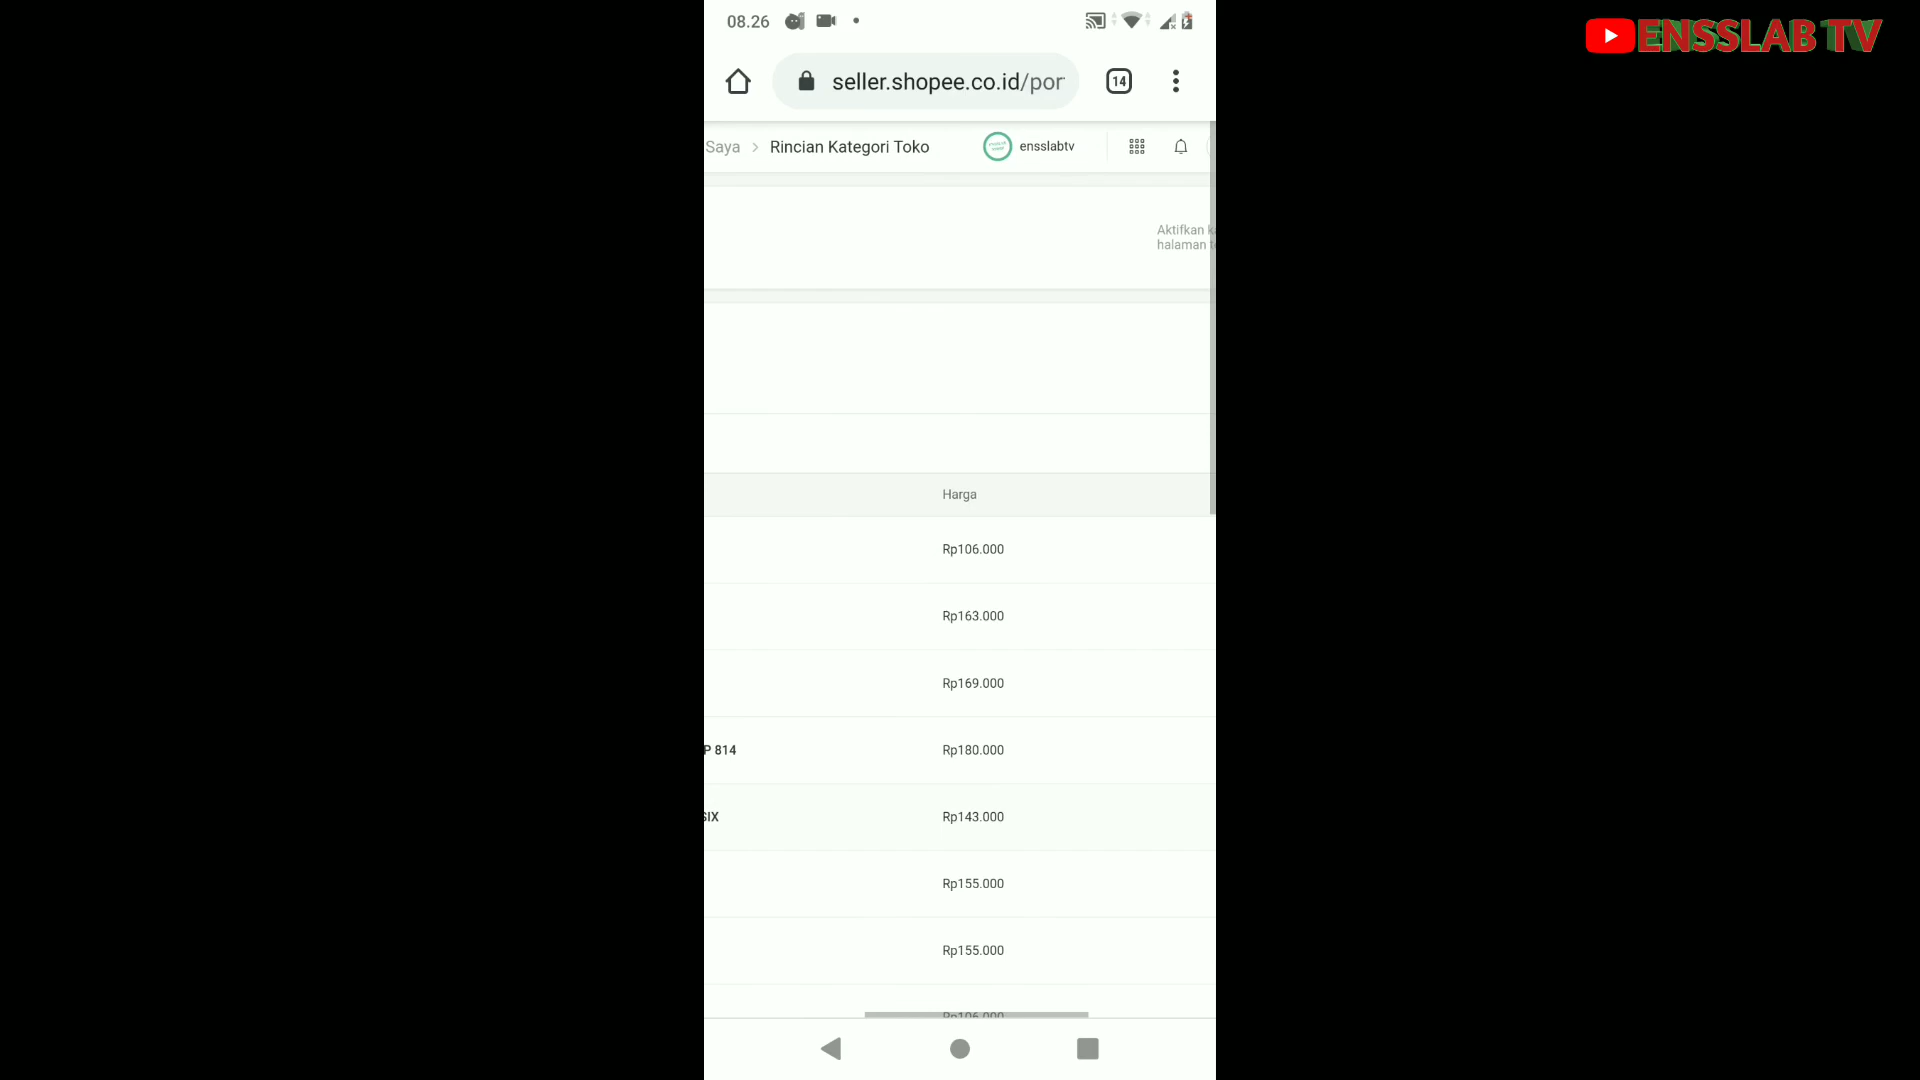 08.26
ENSSLAB TV
seller.shopee.co.id/por
14
Saya > Rincian Kategori Toko
ensslabtv
Aktifkan
halaman
Harga
Rp106.000
Rp163.000
Rp169.000
P 814 Rp180.000
SIX Rp143.000
Rp155.000
Rp155.000
Rp106.000